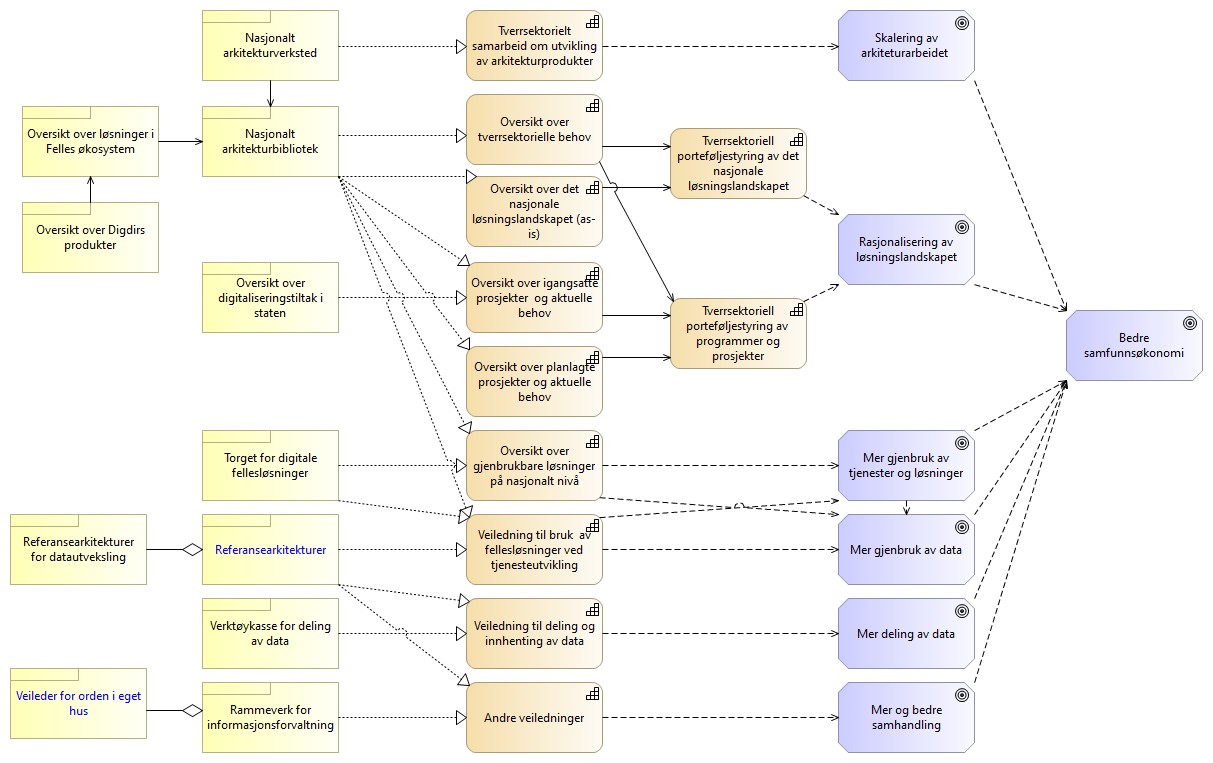 Nasjonalt
arkitekturverksted
Tverrsektorielt
samarbeid om utvikling
av arkitekturprodukter
Skalering av
arkiteturarbeidet
Oversikt over løsninger i
Felles økosystem
Nasjonalt
arkitekturbibliotek
Oversikt over
tverrsektorielle behov
Tverrsektoriell
porteføljestyring av det
nasjonale
løsningslandskapet
Oversikt over det
nasjonale
løsningslandskapet (as-
is)
Oversikt over Digdirs
produkter
Rasjonalisering av
løsningslandskapet
Oversikt over
digitaliseringstiltak i
staten
Oversikt over igangsatte
prosjekter  og aktuelle
behov
Tverrsektoriell
porteføljestyring av
programmer og
prosjekter
Bedre
samfunnsøkonomi
Oversikt over planlagte
prosjekter og aktuelle
behov
Torget for digitale
fellesløsninger
Oversikt over
gjenbrukbare løsninger
på nasjonalt nivå
Mer gjenbruk av
tjenester og løsninger
Referansearkitekturer
for datautveksling
Referansearkitekturer
Veiledning til bruk  av
fellesløsninger ved
tjenesteutvikling
Mer gjenbruk av data
Verktøykasse for deling
av data
Veiledning til deling og
innhenting av data
Mer deling av data
Veileder for orden i eget
hus
Rammeverk for
informasjonsforvaltning
Andre veiledninger
Mer og bedre
samhandling